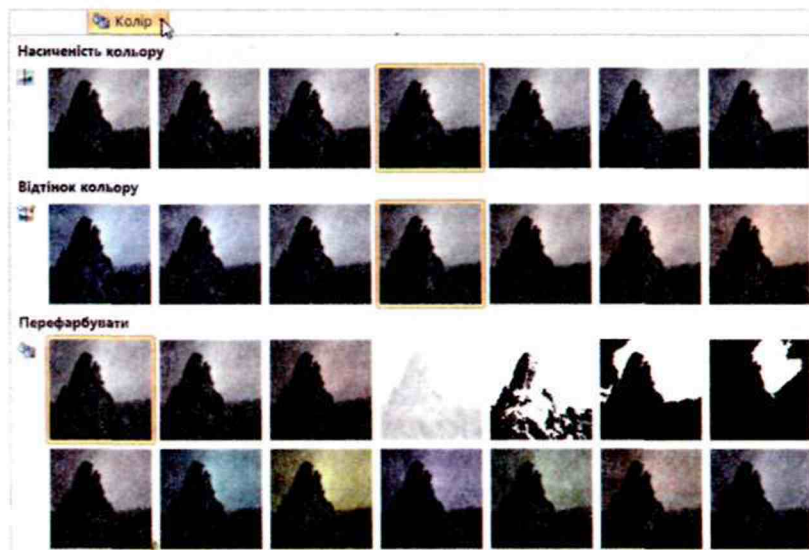 Колір
Насиченість кольору
Відтінок кольору
Перефарбувати